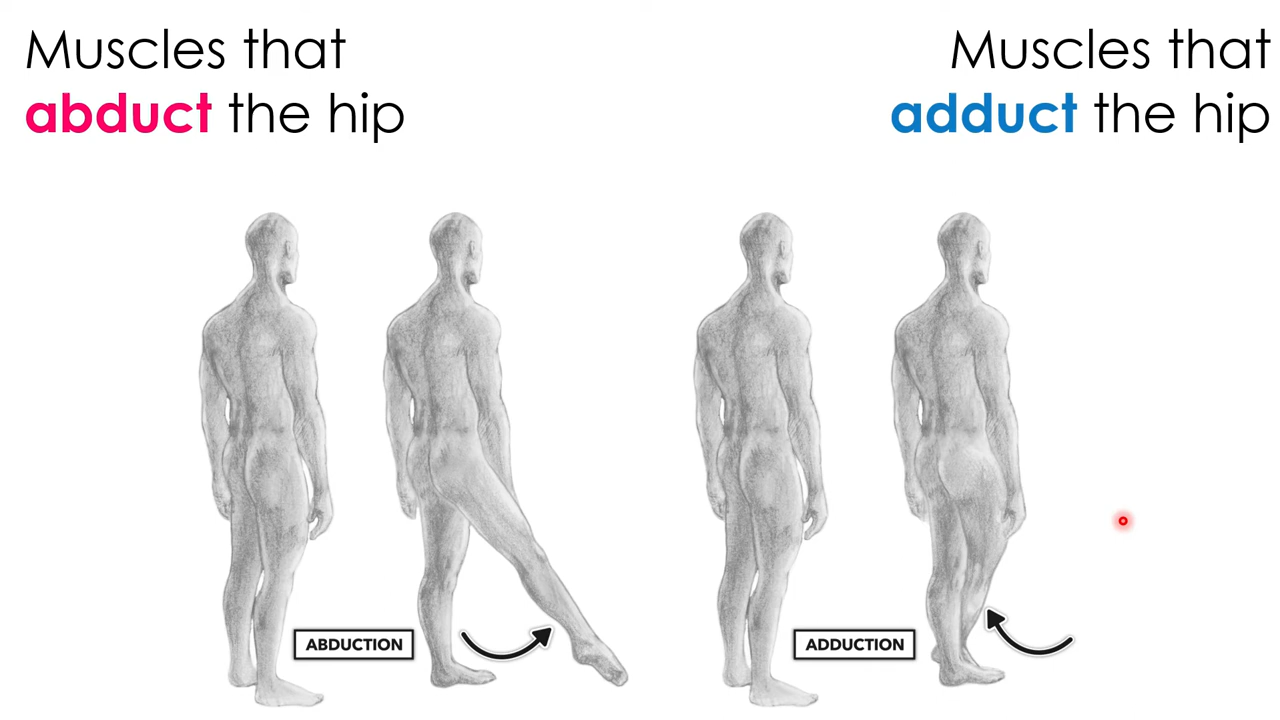 Muscles that
abduct the hip
Muscles that
adduct the hip
ABDUCTION
ADDUCTION